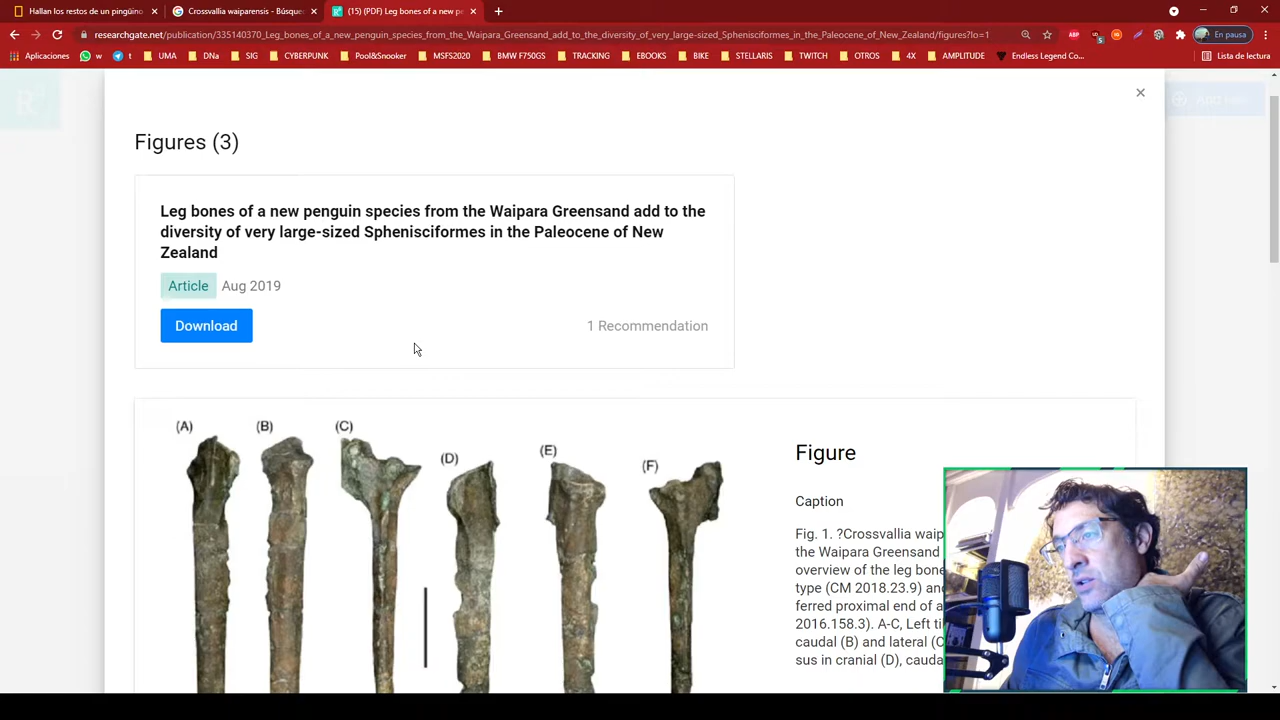 Hallan los restos de un pingüino
Crossvallia waiparensis - Búsque
(15) (PDF) Leg bones of a new pe
researchgate.net/publication/335140370_Leg_bones_of_a_new_penguin_species_from_the_Waipara_Greensand_add_to_the_diversity_of_very_large-sized_Sphenisciformes_in_the_Paleocene_of_New_Zealand/figures?lo=1
En pausa
Aplicaciones
w
t
UMA
DNa
SIG
CYBERPUNK
Pool&Snooker
MSFS2020
BMW F750GS
TRACKING
EBOOKS
BIKE
STELLARIS
TWITCH
OTROS
4X
AMPLITUDE
Endless Legend Co...
Lista de lectura
Figures (3)
Leg bones of a new penguin species from the Waipara Greensand add to the
diversity of very large-sized Sphenisciformes in the Paleocene of New
Zealand
Article Aug 2019
Download
1 Recommendation
(A) (B) (C) (D) (E) (F)
Figure
Caption
Fig. 1. ?Crossvallia waip
the Waipara Greensand
overview of the leg bone
type (CM 2018.23.9) and
ferred proximal end of a
2016.158.3). A-C, Left ti
caudal (B) and lateral (C
sus in cranial (D), cauda